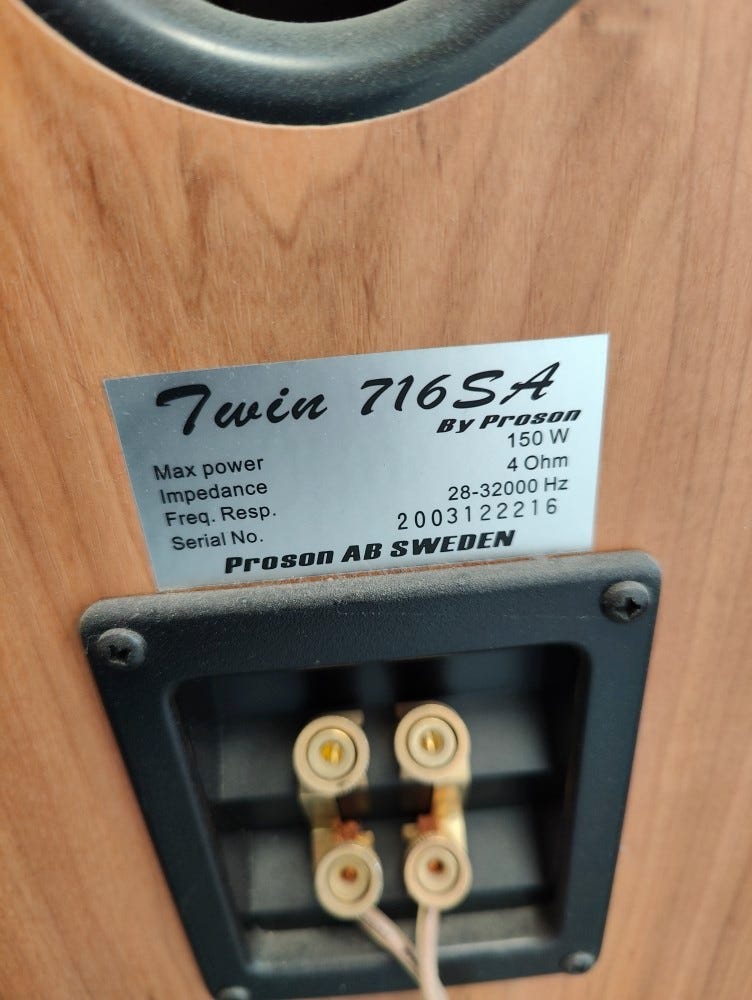 Twin 716SA
By Proson
Max power 150 W
Impedance 4 Ohm
Freq. Resp. 28-32000 Hz
Serial No. 2003122216
Proson AB SWEDEN